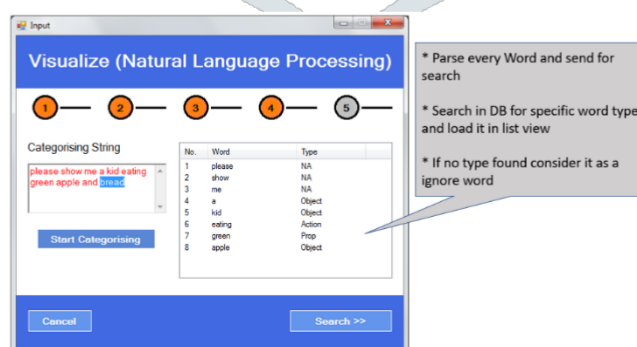 Input
Visualize (Natural Language Processing)
1 2 3 4 5
Categorising String
please show me a kid eating
green apple and bread
Start Categorising
No. Word Type
1 please NA
2 show NA
3 me NA
4 a Object
5 kid Object
6 eating Action
7 green Prop
8 apple Object
Cancel
Search >>
* Parse every Word and send for
search
* Search in DB for specific word type
and load it in list view
* If no type found consider it as a
ignore word